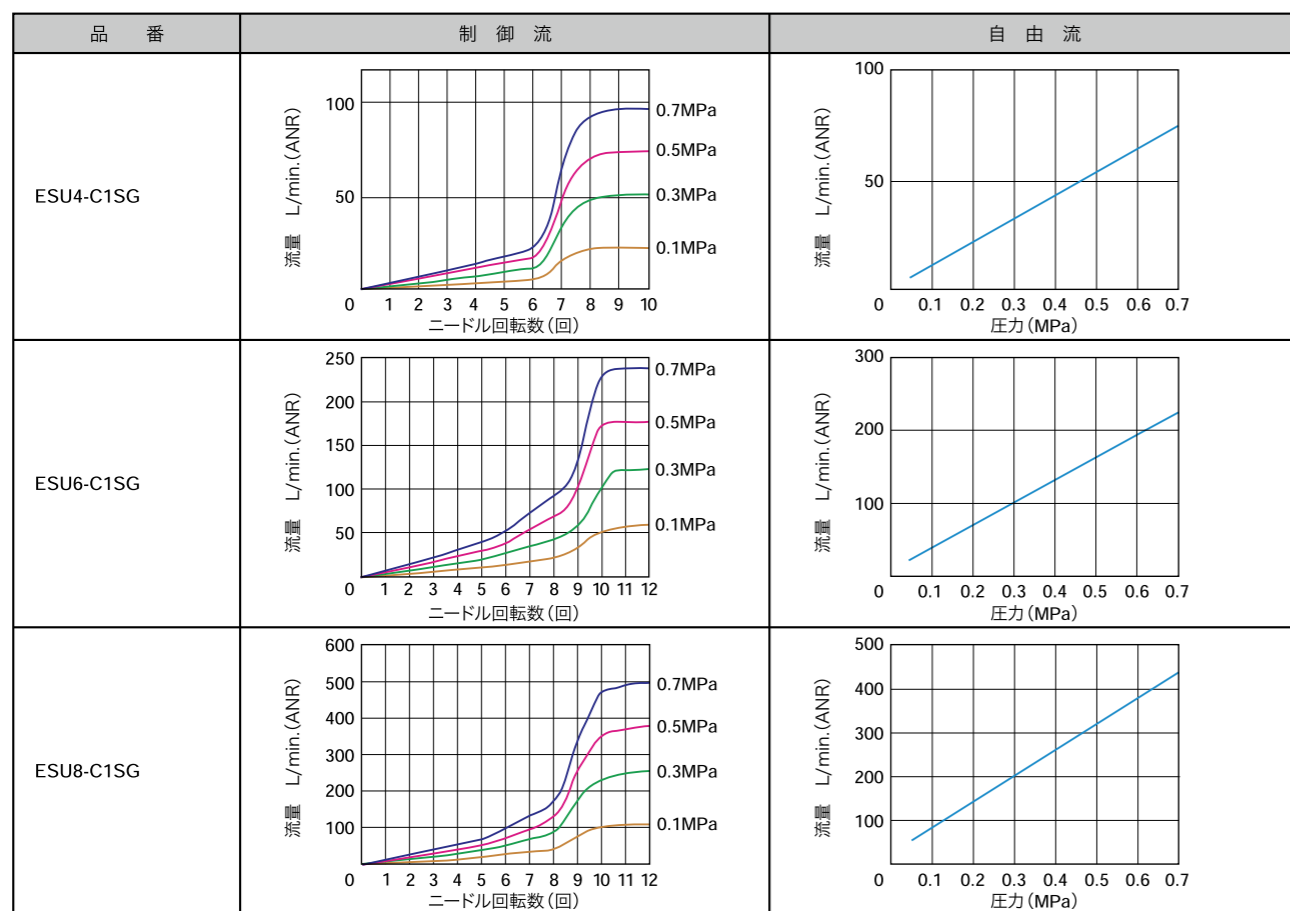 品 番 制 御 流 自 由 流
ESU4-C1SG
流量 L/min.(ANR)
100
50
0 1 2 3 4 5 6 7 8 9 10
ニードル回転数(回)
0.7MPa
0.5MPa
0.3MPa
0.1MPa
流量 L/min.(ANR)
100
50
0 0.1 0.2 0.3 0.4 0.5 0.6 0.7
圧力(MPa)
ESU6-C1SG
流量 L/min.(ANR)
250
200
150
100
50
0 1 2 3 4 5 6 7 8 9 10 11 12
ニードル回転数(回)
0.7MPa
0.5MPa
0.3MPa
0.1MPa
流量 L/min.(ANR)
300
200
100
0 0.1 0.2 0.3 0.4 0.5 0.6 0.7
圧力(MPa)
ESU8-C1SG
流量 L/min.(ANR)
600
500
400
300
200
100
0 1 2 3 4 5 6 7 8 9 10 11 12
ニードル回転数(回)
0.7MPa
0.5MPa
0.3MPa
0.1MPa
流量 L/min.(ANR)
500
400
300
200
100
0 0.1 0.2 0.3 0.4 0.5 0.6 0.7
圧力(MPa)